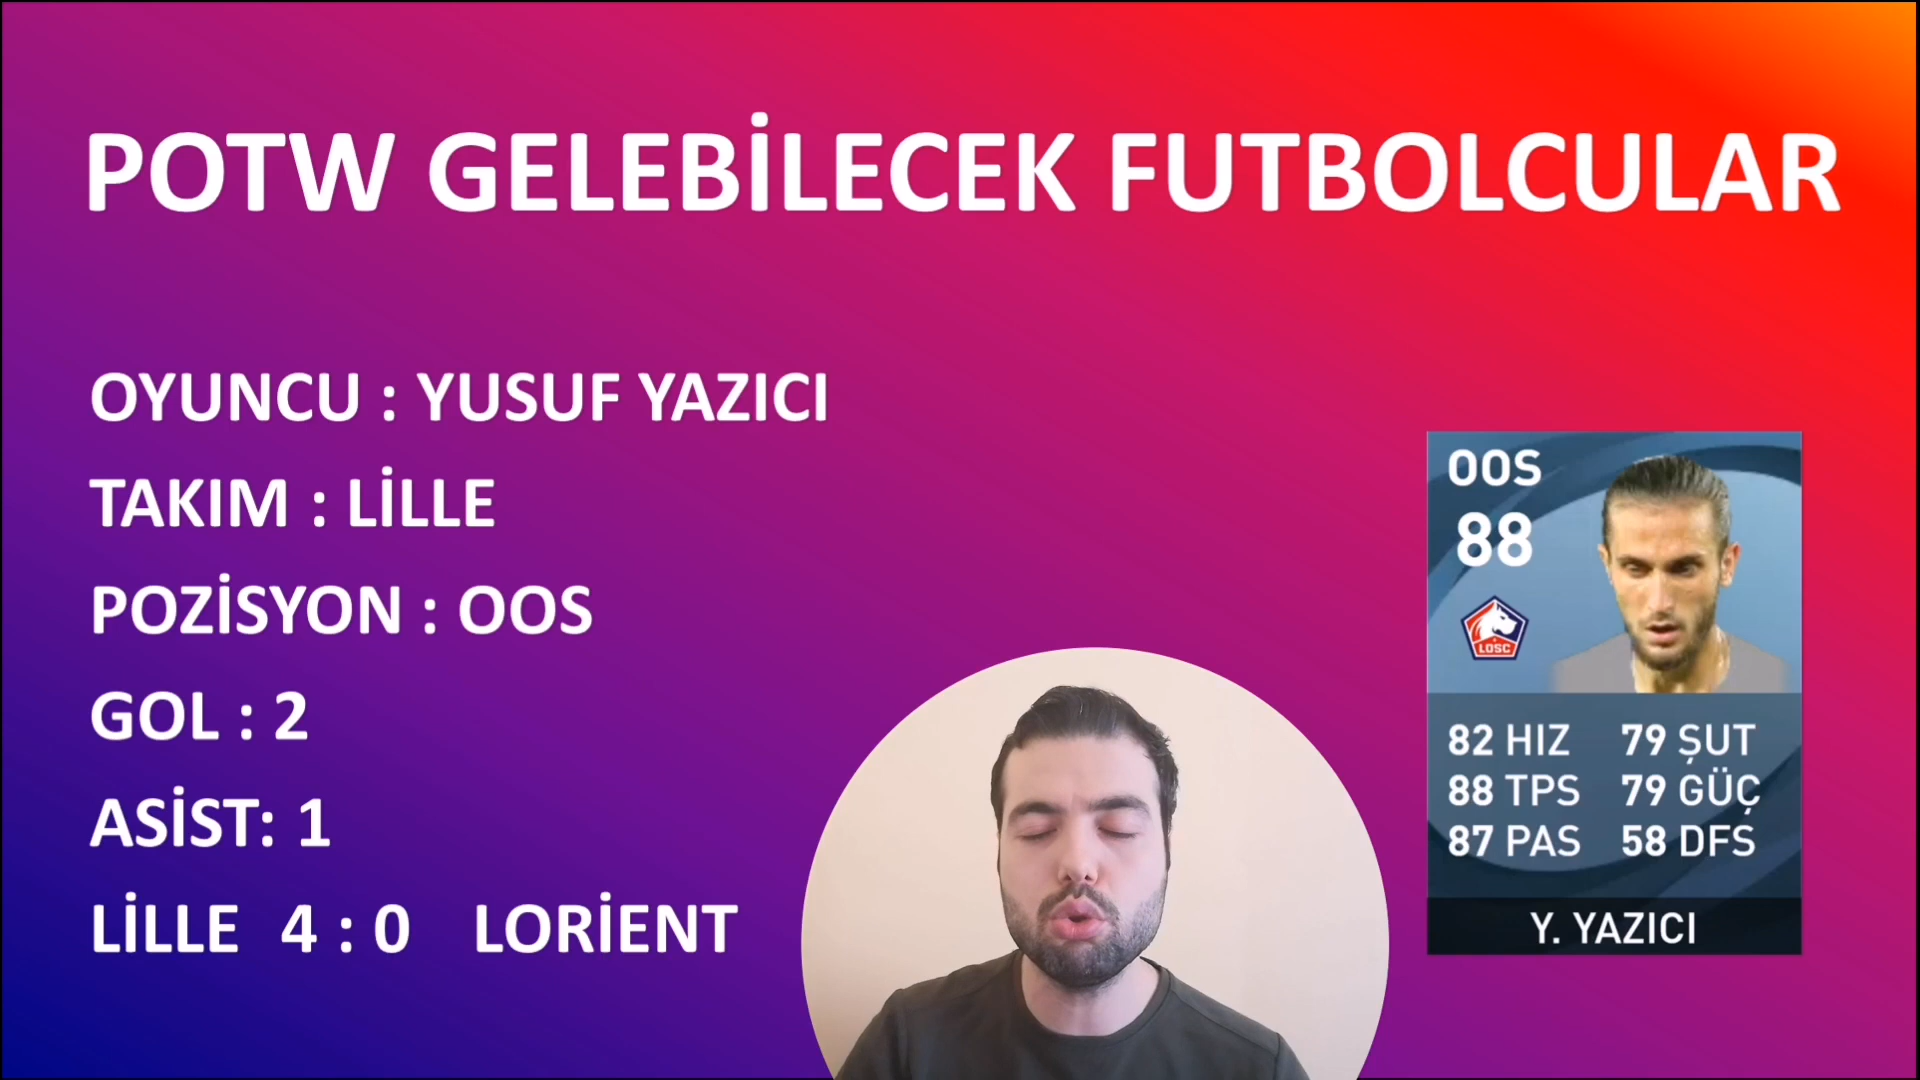 POTW GELEBİLECEK FUTBOLCULAR
OYUNCU : YUSUF YAZICI
TAKIM : LİLLE
POZİSYON : OOS
GOL : 2
ASİST: 1
LİLLE 4 : 0 LORİENT
OOS
88
LOSC
82 HIZ 79 ŞUT
88 TPS 79 GÜÇ
87 PAS 58 DFS
Y. YAZICI